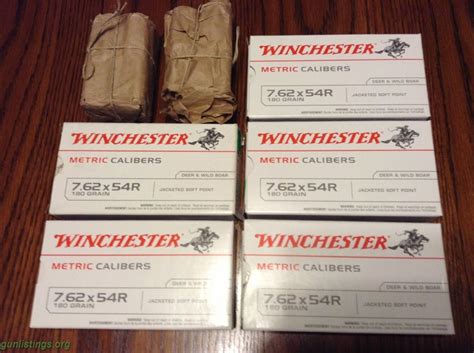 WINCHESTER
METRIC CALIBERS
DEER & WILD BOAR
7.62x54R
180 GRAIN
JACKETED SOFT POINT
WINCHESTER
METRIC CALIBERS
DEER & WILD BOAR
7.62x54R
180 GRAIN
JACKETED SOFT POINT
WINCHESTER
METRIC CALIBERS
DEER & WILD BOAR
7.62x54R
180 GRAIN
JACKETED SOFT POINT
WINCHESTER
METRIC CALIBERS
DEER & WILD BOAR
7.62x54R
180 GRAIN
JACKETED SOFT POINT
WINCHESTER
METRIC CALIBERS
DEER & WILD BOAR
7.62x54R
180 GRAIN
JACKETED SOFT POINT
gunlistings.org